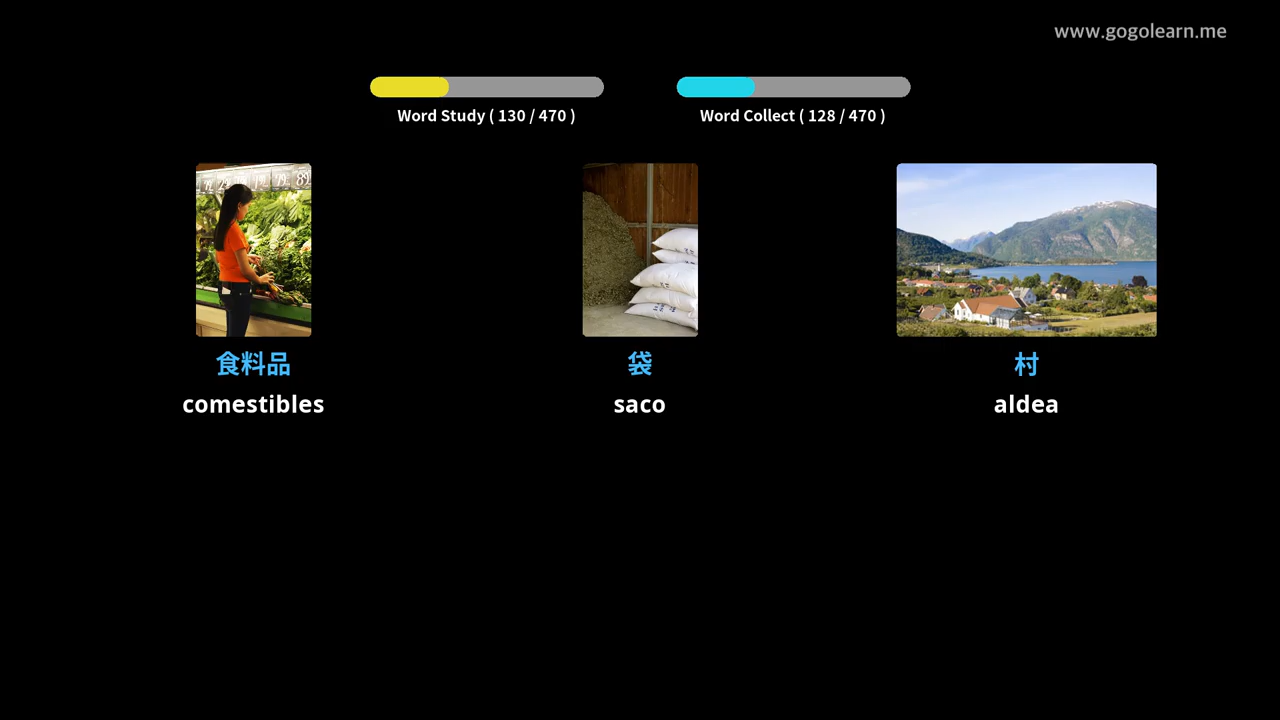 www.gogolearn.me
Word Study ( 130 / 470 )
Word Collect ( 128 / 470 )
食料品
袋
村
comestibles
saco
aldea